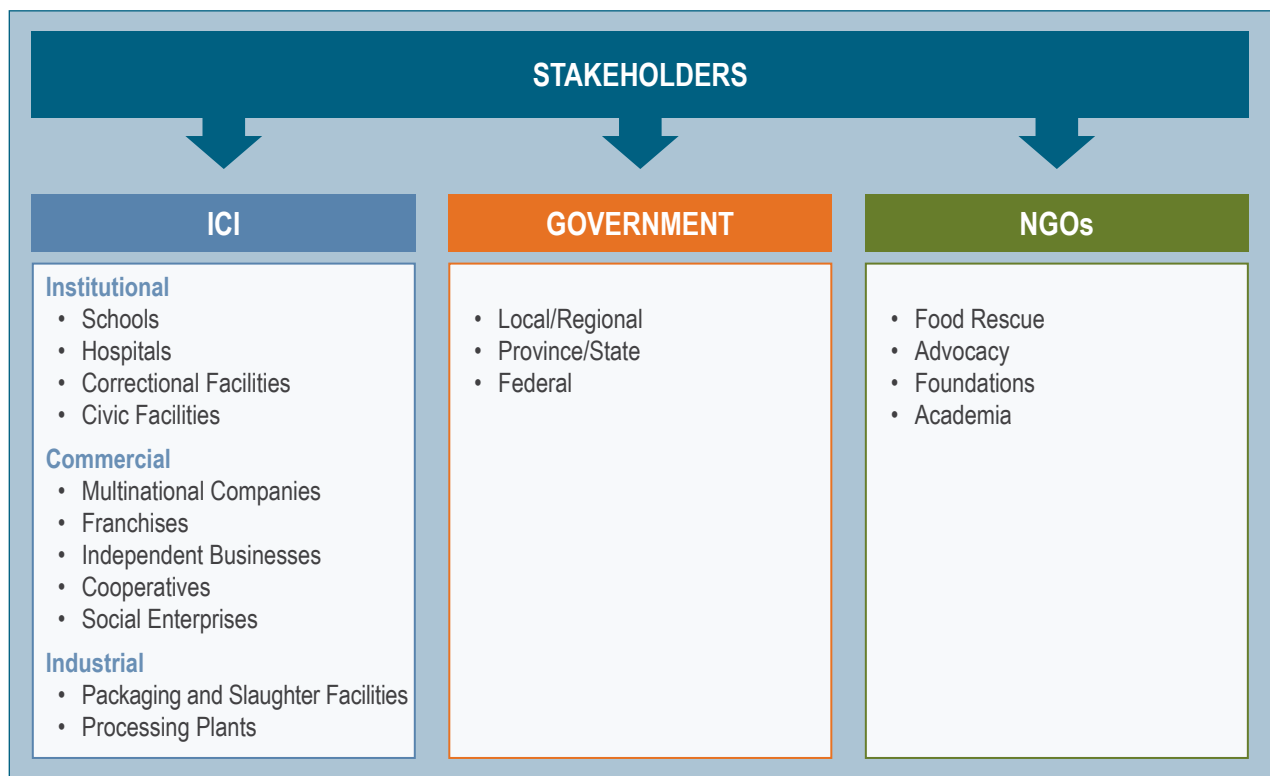 STAKEHOLDERS
ICI
Institutional
• Schools
• Hospitals
• Correctional Facilities
• Civic Facilities
Commercial
• Multinational Companies
• Franchises
• Independent Businesses
• Cooperatives
• Social Enterprises
Industrial
• Packaging and Slaughter Facilities
• Processing Plants
GOVERNMENT
• Local/Regional
• Province/State
• Federal
NGOs
• Food Rescue
• Advocacy
• Foundations
• Academia